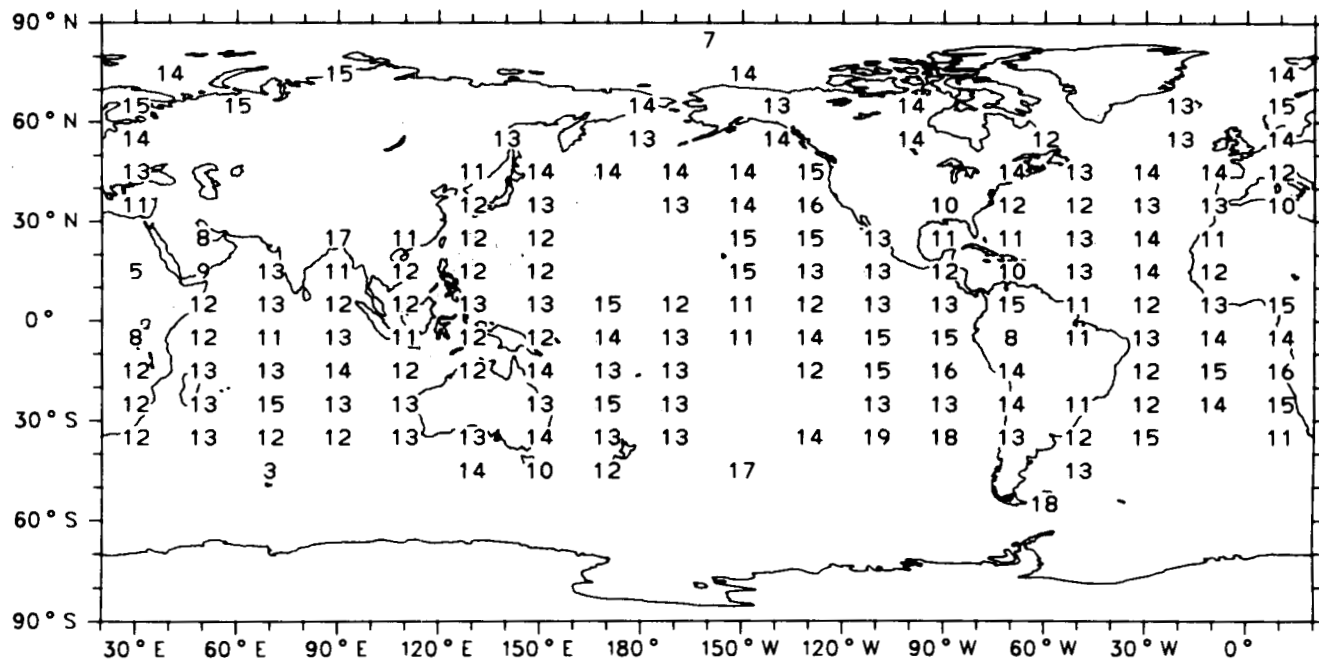 90° N
7
14 15 14 14
15 15 14 13 14 13 15
60° N
14 13 13 14 14 12 13 14
13 11 14 14 14 14 15 14 13 14 14 12
11 12 13 13 14 16 10 12 12 13 13 10
30° N
8 17 11 12 12 15 15 13 11 11 13 14 11
5 9 13 11 12 12 12 15 13 13 12 10 13 14 12
12 13 12 12 13 13 15 12 11 12 13 13 15 11 12 13 15
0°
8 12 11 13 11 12 12 14 13 11 14 15 15 8 11 13 14 14
12 13 13 14 12 12 14 13 13 12 15 16 14 12 15 16
12 13 15 13 13 13 15 13 13 13 14 11 12 14 15
30° S
12 13 12 12 13 13 14 13 13 14 19 18 13 12 15 11
3 14 10 12 17 13
18
60° S
90° S
30° E 60° E 90° E 120° E 150° E 180° 150° W 120° W 90° W 60° W 30° W 0°